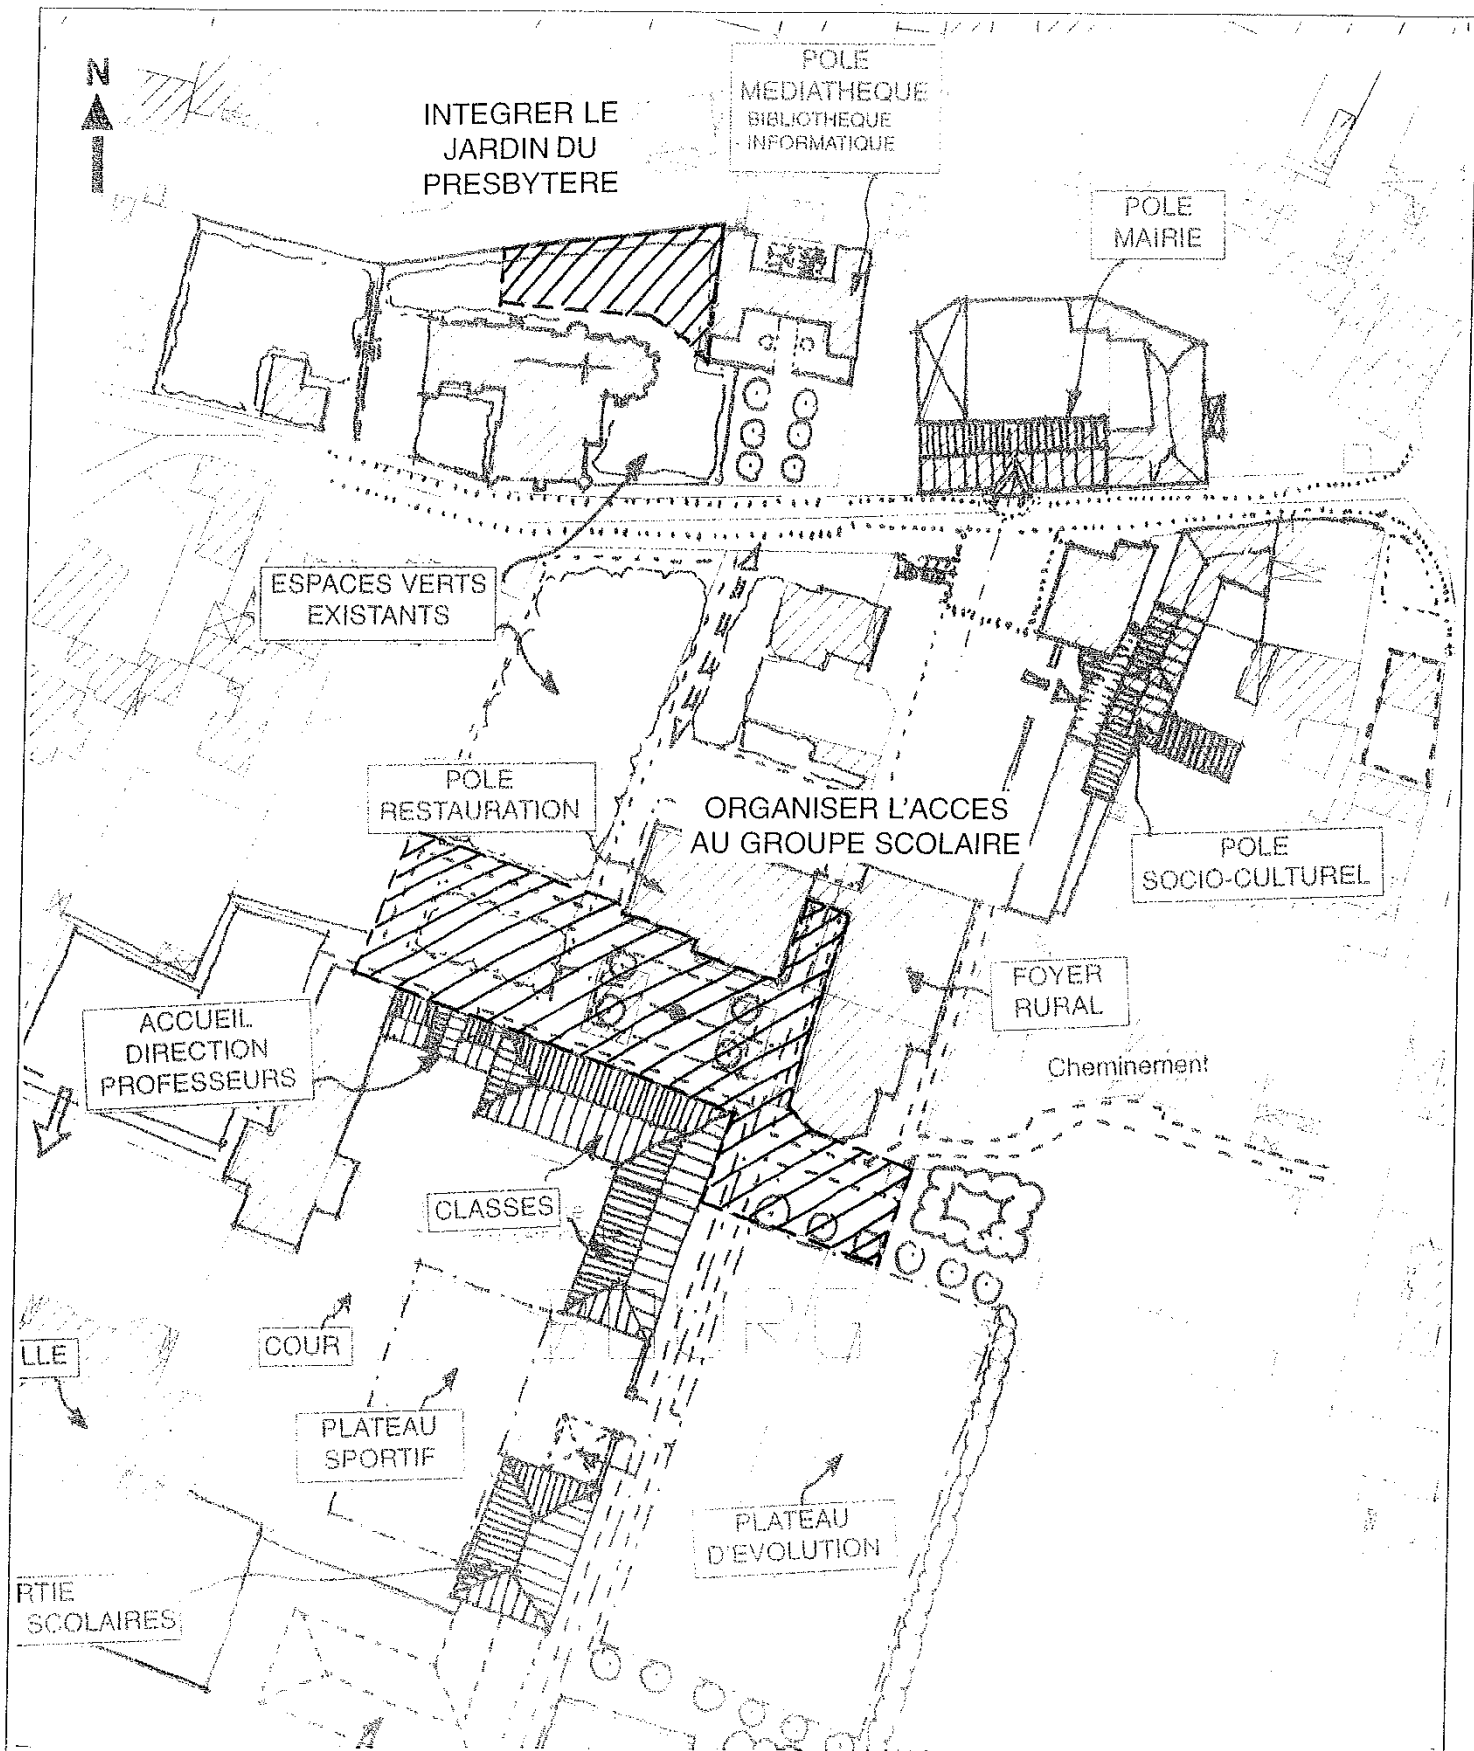 N
INTEGRER LE
JARDIN DU
PRESBYTERE
POLE
MEDIATHEQUE
- BIBLIOTHEQUE
- INFORMATIQUE
POLE
MAIRIE
ESPACES VERTS
EXISTANTS
POLE
RESTAURATION
ORGANISER L'ACCES
AU GROUPE SCOLAIRE
POLE
SOCIO-CULTUREL
FOYER
RURAL
ACCUEIL
DIRECTION
PROFESSEURS
Cheminement
CLASSES
COUR
LLE
PLATEAU
SPORTIF
PLATEAU
D'EVOLUTION
RTIE
SCOLAIRES